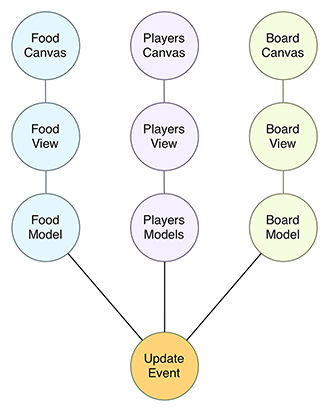 Food
Canvas
Players
Canvas
Board
Canvas
Food
View
Players
View
Board
View
Food
Model
Players
Models
Board
Model
Update
Event